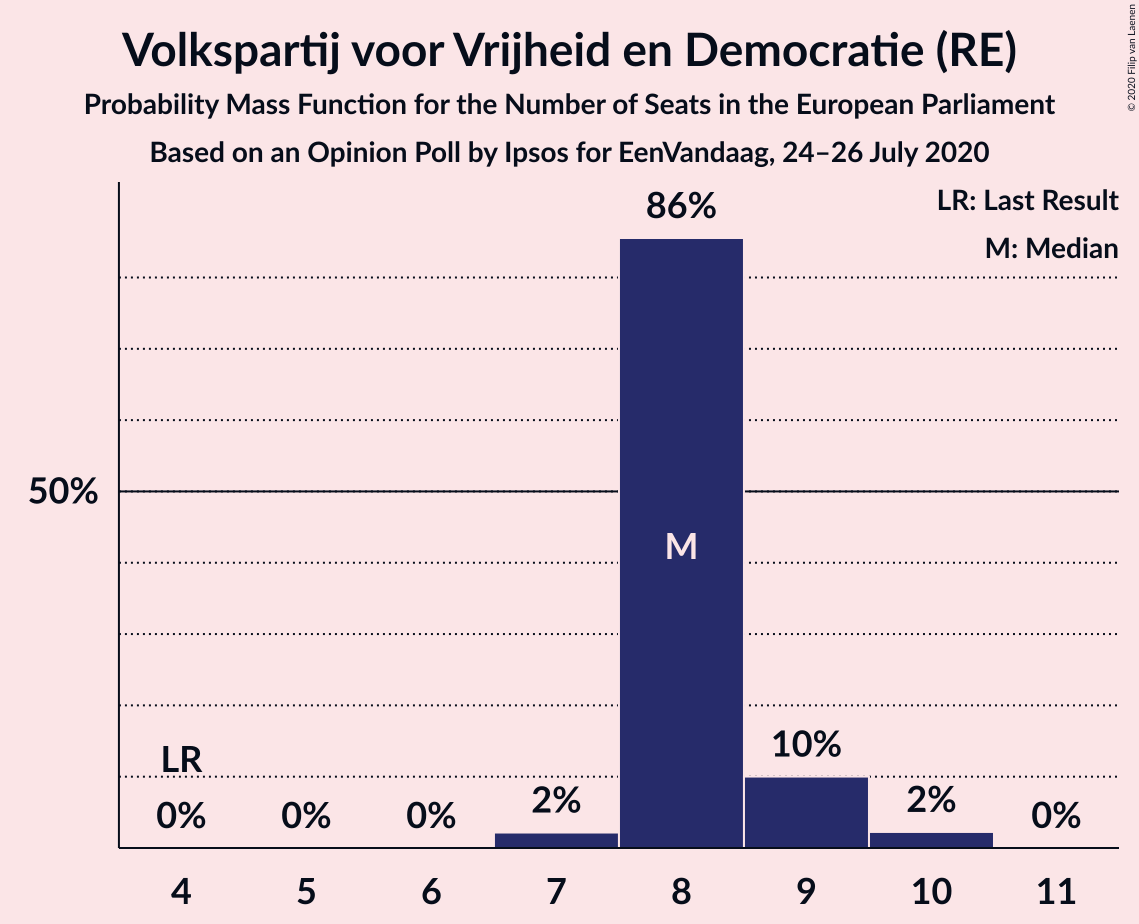 Volkspartij voor Vrijheid en Democratie (RE)
Probability Mass Function for the Number of Seats in the European Parliament
Based on an Opinion Poll by Ipsos for EenVandaag, 24–26 July 2020
© 2020 Filip van Laenen
LR: Last Result
M: Median
86%
50%
M
LR
10%
0%
0%
0%
2%
2%
0%
4
5
6
7
8
9
10
11